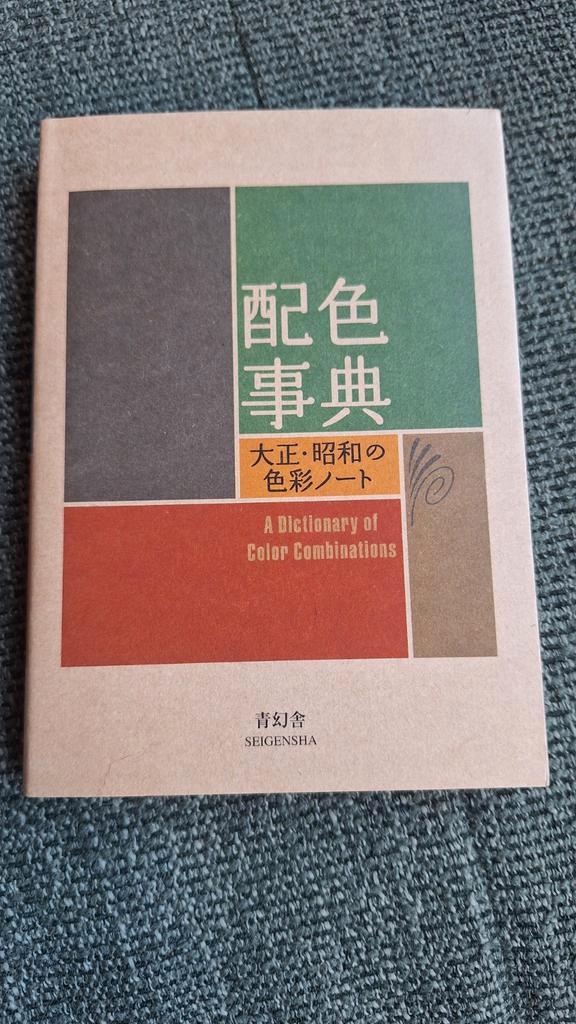 配色
事典
大正・昭和の
色彩ノート
A Dictionary of
Color Combinations
青幻舎
SEIGENSHA